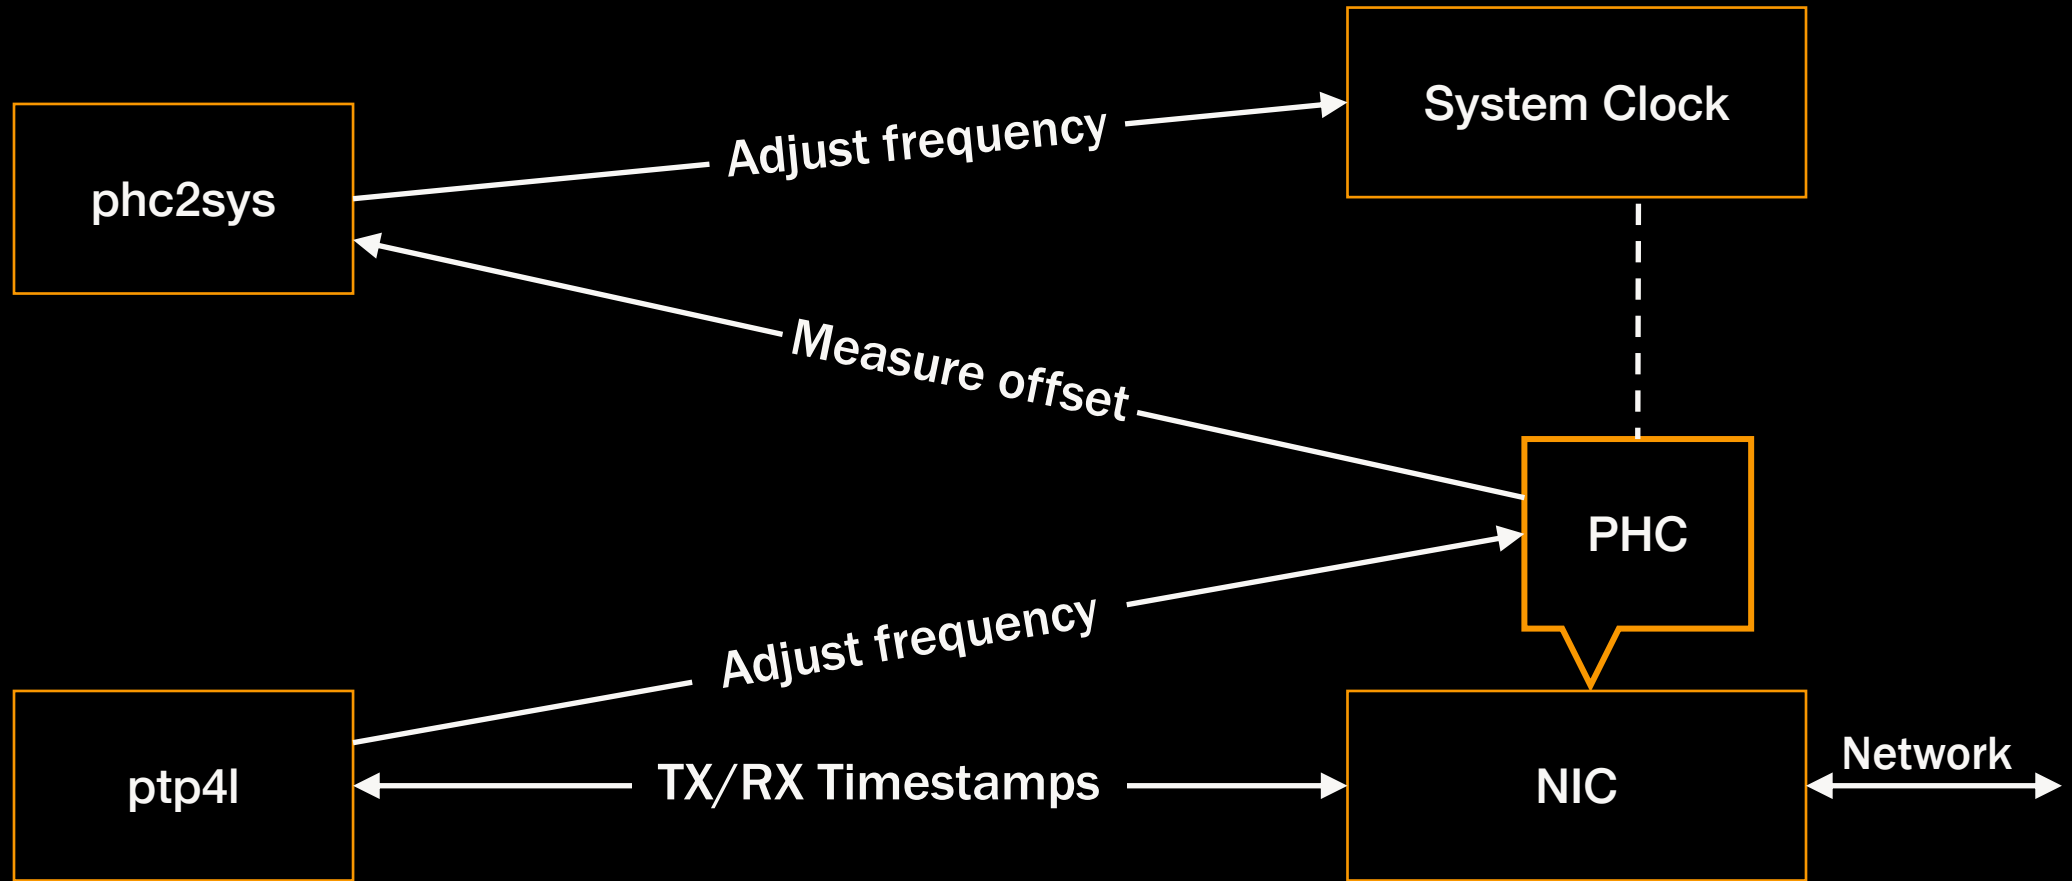 System Clock
Adjust frequency
phc2sys
Measure offset
PHC
Adjust frequency
Network
ptp4l
TX/RX Timestamps
NIC